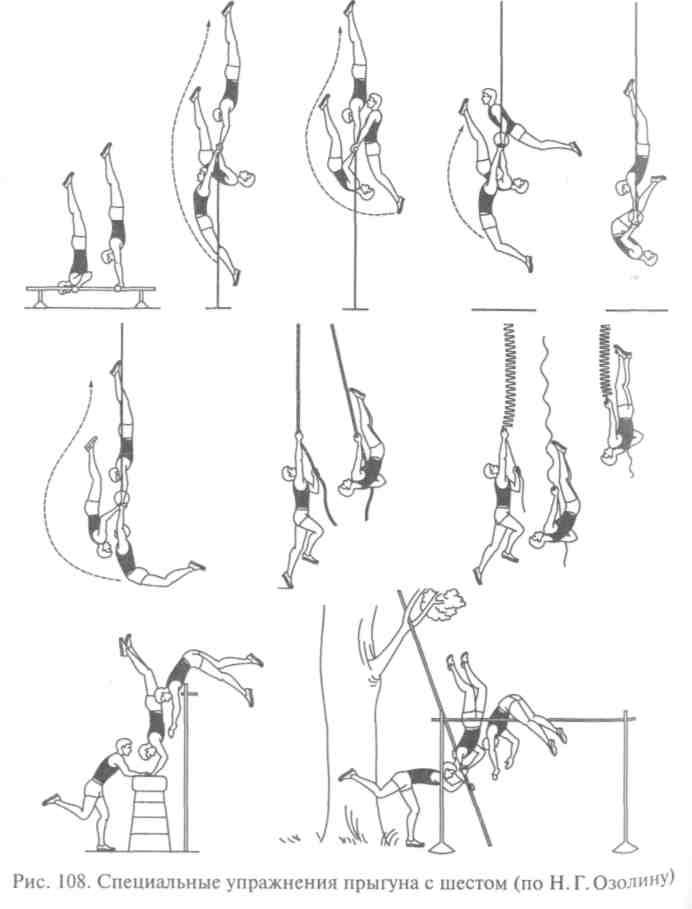 Рис. 108. Специальные упражнения прыгуна с шестом (по Н. Г. Озолину)